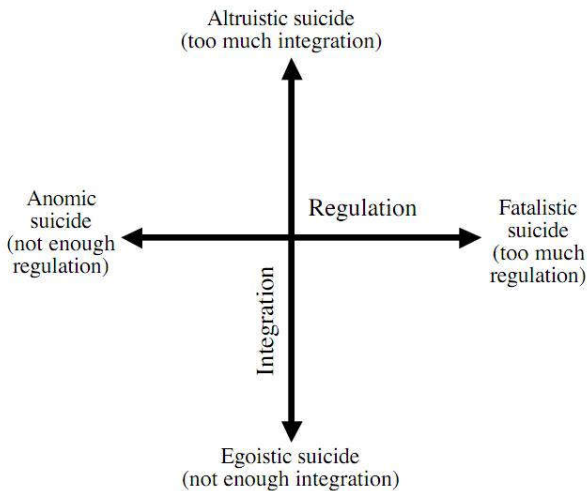 Altruistic suicide
(too much integration)
Anomic
suicide
(not enough
regulation)
Regulation
Fatalistic
suicide
(too much
regulation)
Integration
Egoistic suicide
(not enough integration)